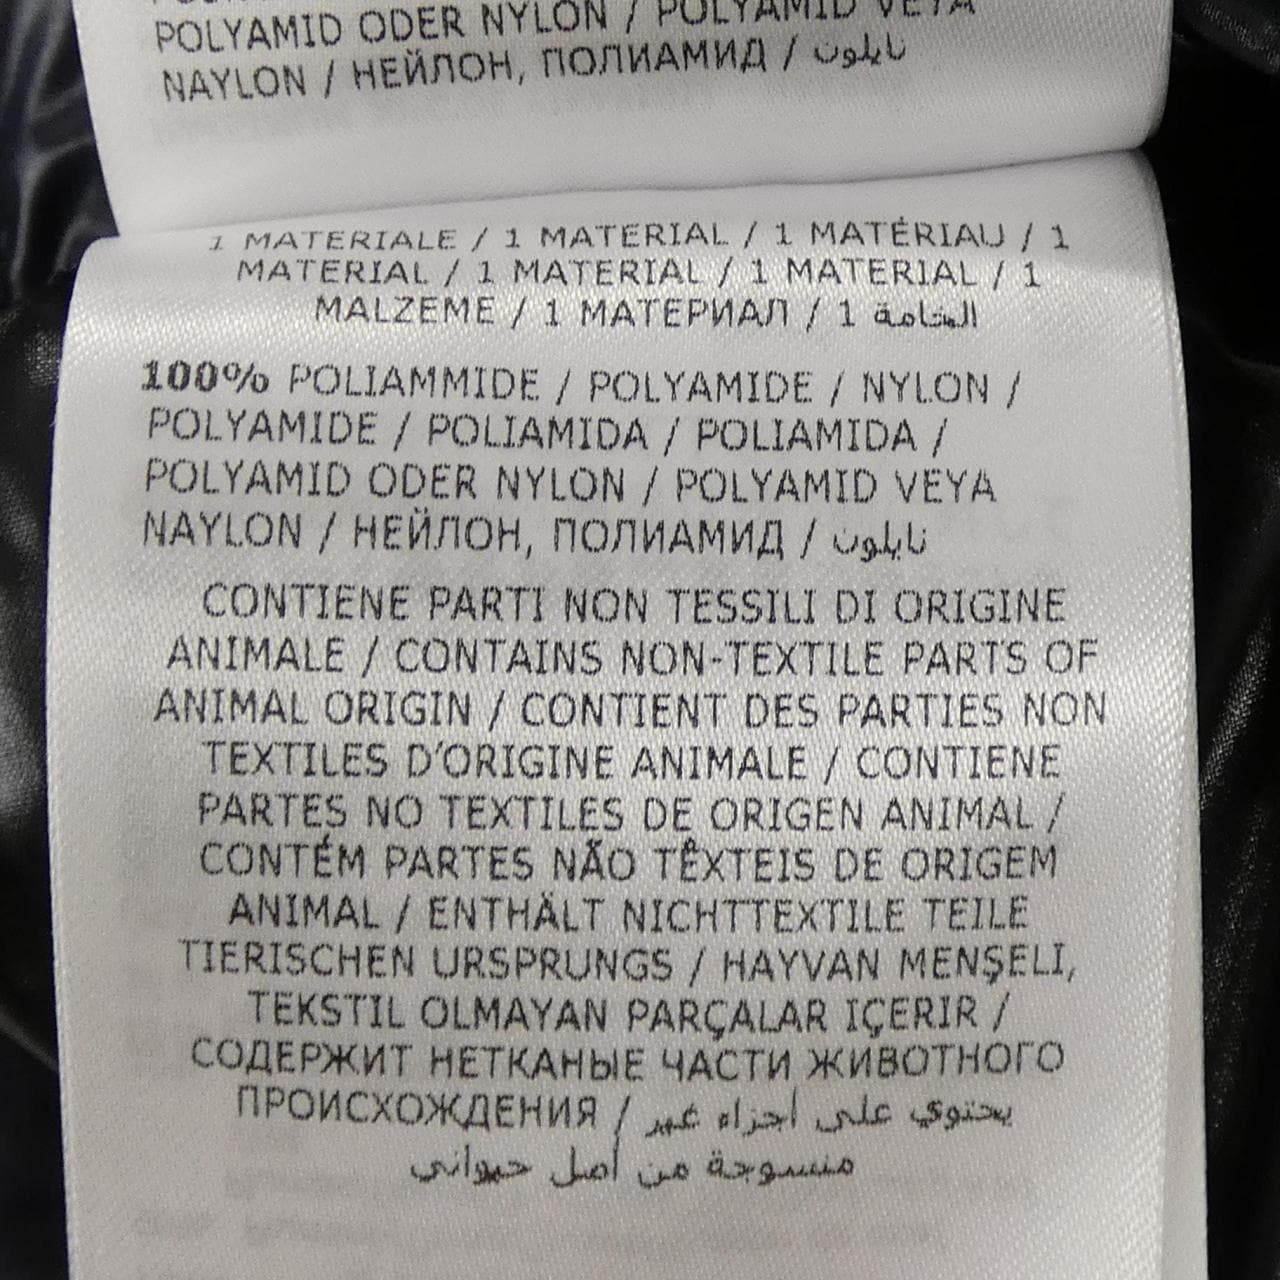 POLYAMID ODER NYLON / POLYAMID VEYA
NAYLON / НЕЙЛОН, ПОЛИАМИД / نايلون
1 MATERIALE / 1 MATERIAL / 1 MATÉRIAU / 1
MATERIAL / 1 MATERIAL / 1 MATERIAL / 1
MALZEME / 1 МАТЕРИАЛ / 1 الخامة
100% POLIAMMIDE / POLYAMIDE / NYLON /
POLYAMIDE / POLIAMIDA / POLIAMIDA /
POLYAMID ODER NYLON / POLYAMID VEYA
NAYLON / НЕЙЛОН, ПОЛИАМИД / نايلون
CONTIENE PARTI NON TESSILI DI ORIGINE
ANIMALE / CONTAINS NON-TEXTILE PARTS OF
ANIMAL ORIGIN / CONTIENT DES PARTIES NON
TEXTILES D'ORIGINE ANIMALE / CONTIENE
PARTES NO TEXTILES DE ORIGEN ANIMAL /
CONTÉM PARTES NÃO TÊXTEIS DE ORIGEM
ANIMAL / ENTHÄLT NICHTTEXTILE TEILE
TIERISCHEN URSPRUNGS / HAYVAN MENŞELI,
TEKSTIL OLMAYAN PARÇALAR IÇERIR /
СОДЕРЖИТ НЕТКАНЫЕ ЧАСТИ ЖИВОТНОГО
ПРОИСХОЖДЕНИЯ / يحتوي على أجزاء غير
منسوجة من أصل حيواني